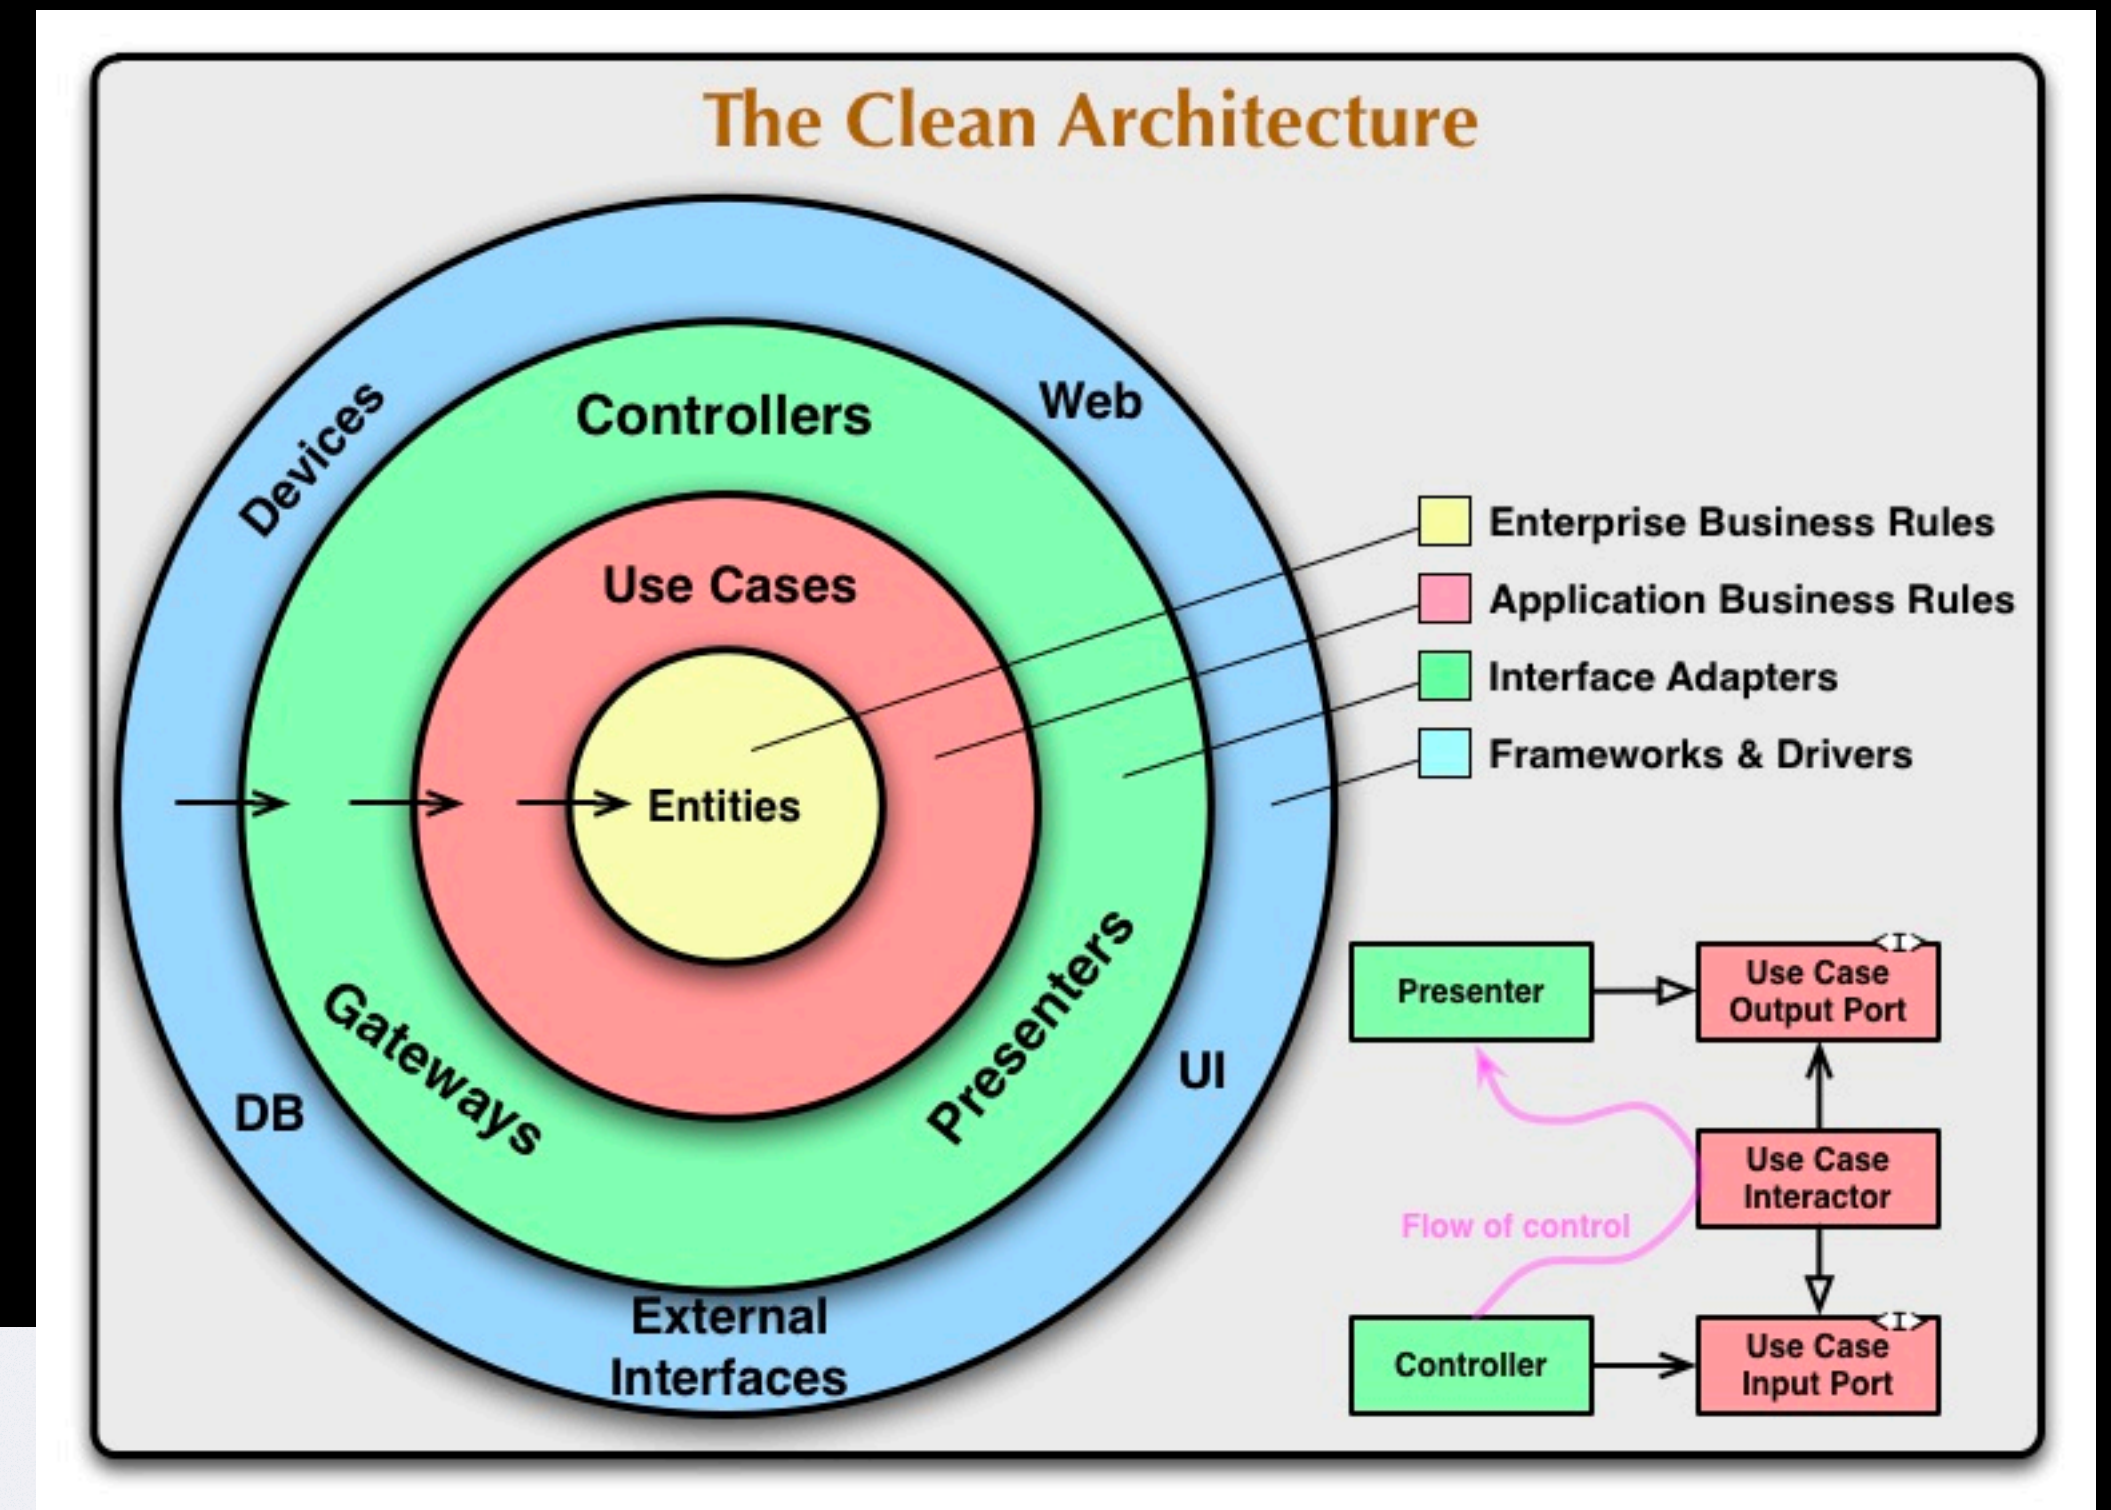 The Clean Architecture
Devices
Controllers
Web
Use Cases
Entities
Gateways
Presenters
DB
UI
External
Interfaces
Enterprise Business Rules
Application Business Rules
Interface Adapters
Frameworks & Drivers
Presenter
<I>
Use Case
Output Port
Use Case
Interactor
Flow of control
Controller
<I>
Use Case
Input Port